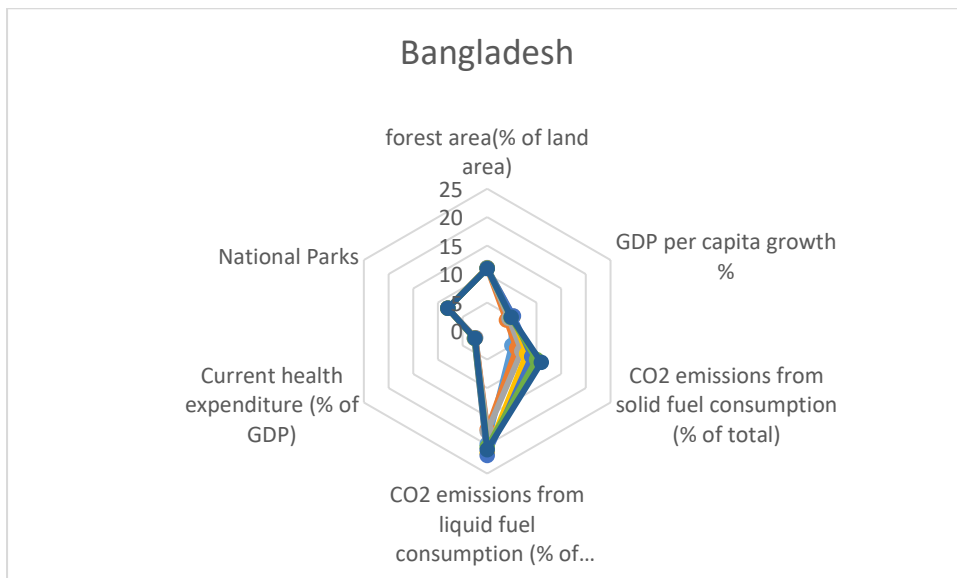 Bangladesh
forest area(% of land
area)
25
20
15
10
5
0
GDP per capita growth
%
CO2 emissions from
solid fuel consumption
(% of total)
CO2 emissions from
liquid fuel
consumption (% of...
Current health
expenditure (% of
GDP)
National Parks